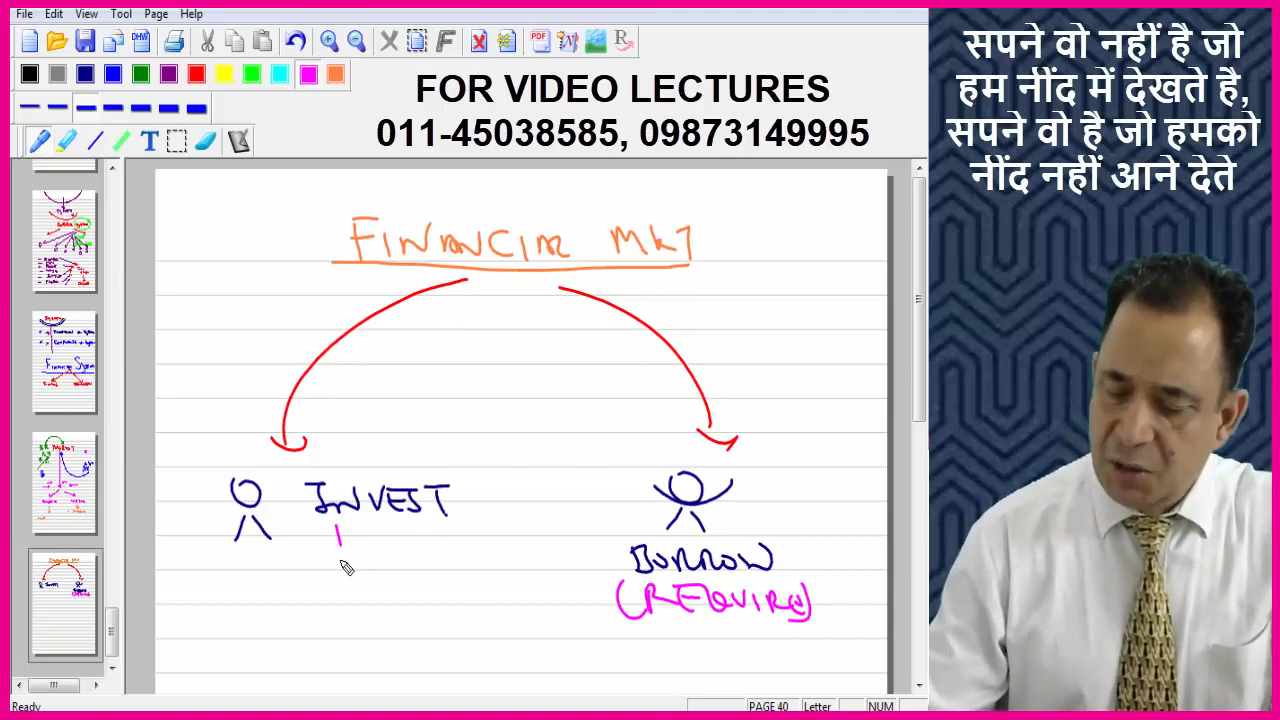 File Edit View Tool Page Help
FOR VIDEO LECTURES
011-45038585, 09873149995
FINANCIAL MKT
INVEST
BORROW
(REQUIRE)
Ready
PAGE 40 Letter NUM
सपने वो नहीं है जो
हम नींद में देखते है,
सपने वो है जो हमको
नींद नहीं आने देते